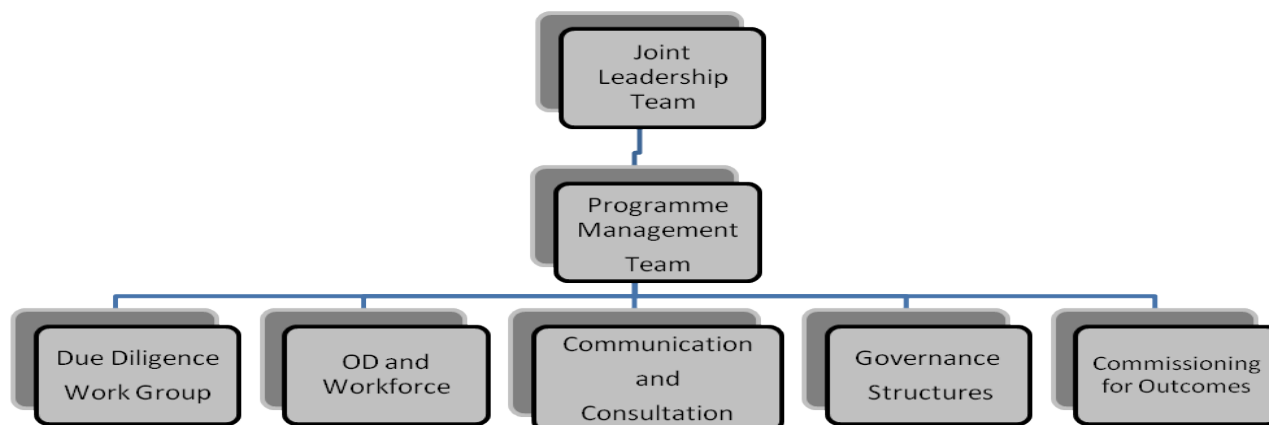 Joint
Leadership
Team
Programme
Management
Team
Due Diligence
Work Group
OD and
Workforce
Communication
and
Consultation
Governance
Structures
Commissioning
for Outcomes